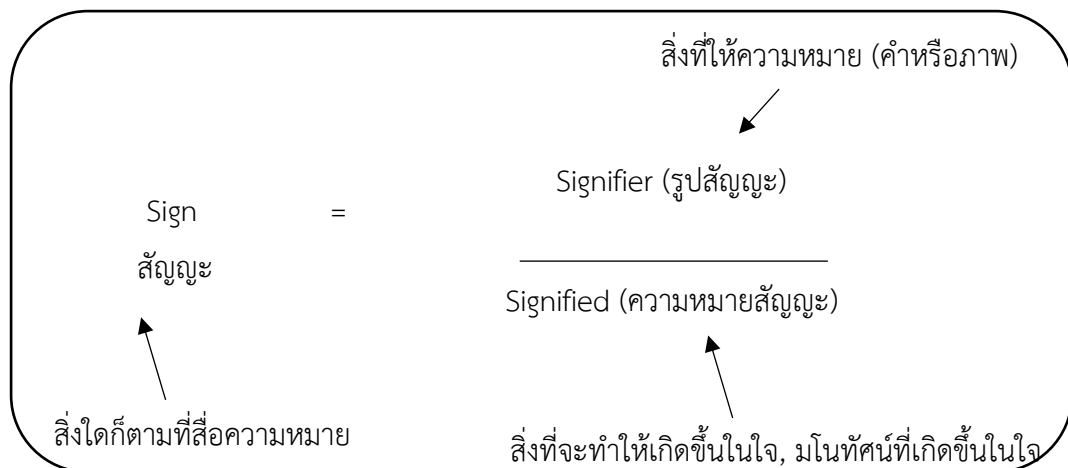 สิ่งที่ให้ความหมาย (คำหรือภาพ)
Signifier (รูปสัญญะ)
Sign =
สัญญะ
Signified (ความหมายสัญญะ)
สิ่งใดก็ตามที่สื่อความหมาย
สิ่งที่จะทำให้เกิดขึ้นในใจ, มโนทัศน์ที่เกิดขึ้นในใจ